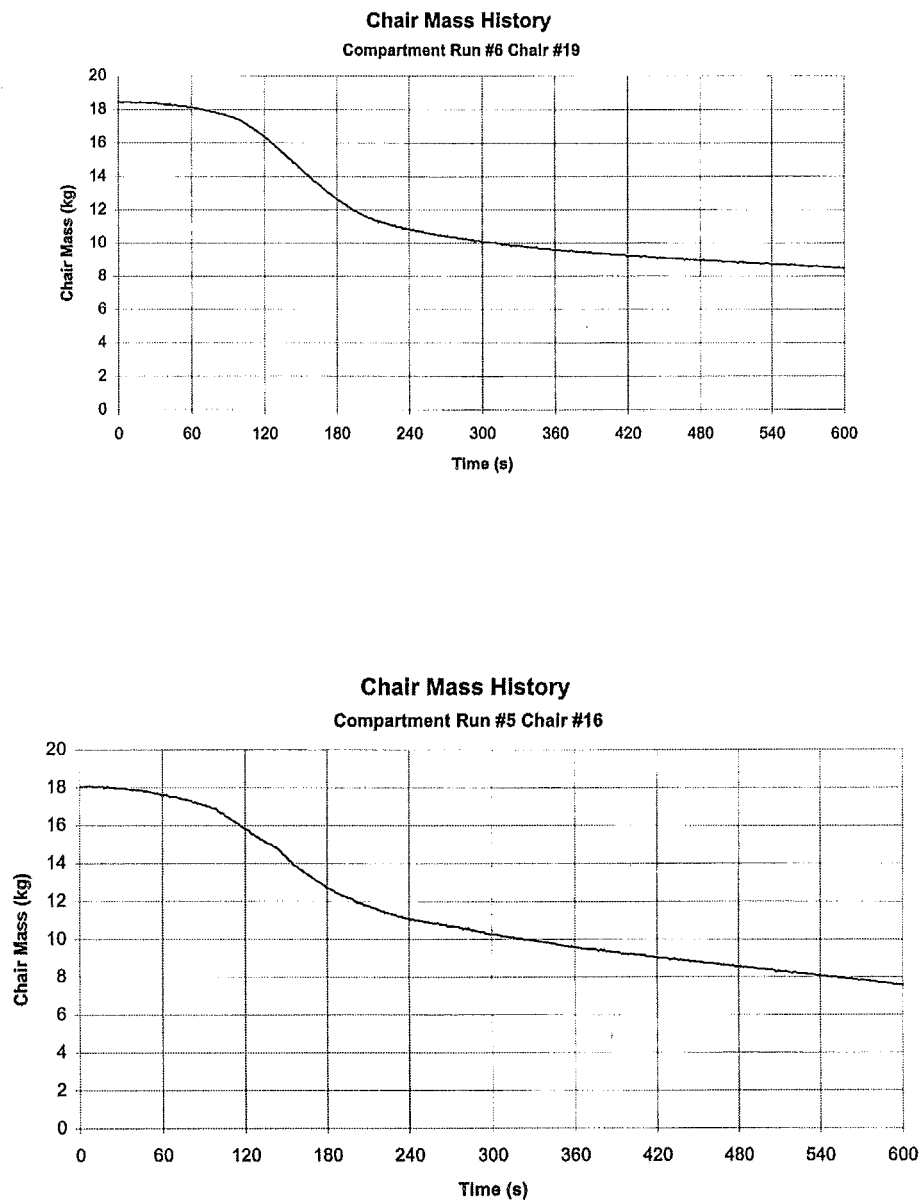 Chair Mass History
Compartment Run #6 Chair #19
20
18
16
14
12
10
8
6
4
2
0
Chair Mass (kg)
0 60 120 180 240 300 360 420 480 540 600
Time (s)
Chair Mass History
Compartment Run #5 Chair #16
20
18
16
14
12
10
8
6
4
2
0
Chair Mass (kg)
0 60 120 180 240 300 360 420 480 540 600
Time (s)